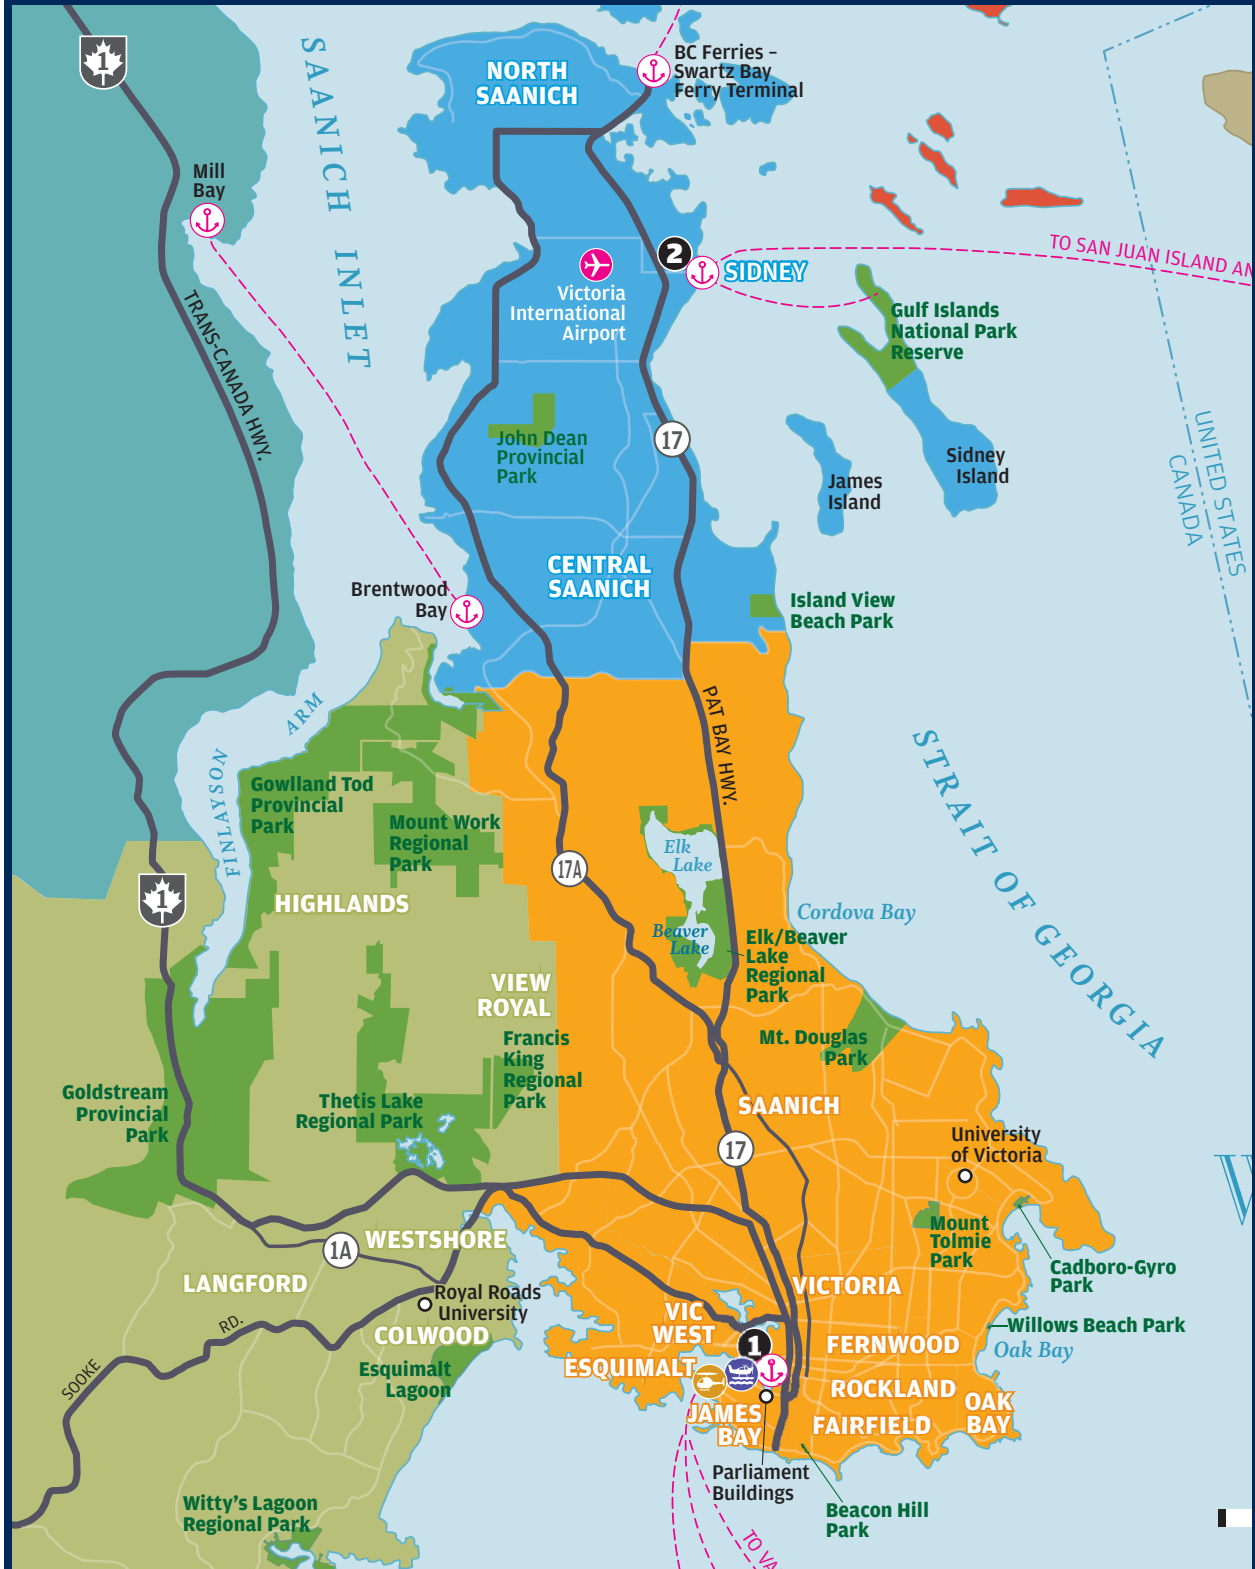 1
SAANICH INLET
NORTH
SAANICH
BC Ferries –
Swartz Bay
Ferry Terminal
Mill
Bay
2
SIDNEY
TO SAN JUAN ISLAND AN
Victoria
International
Airport
Gulf Islands
National Park
Reserve
TRANS-CANADA HWY.
John Dean
Provincial
Park
17
James
Island
Sidney
Island
UNITED STATES
CANADA
CENTRAL
SAANICH
Brentwood
Bay
Island View
Beach Park
FINLAYSON ARM
PAT BAY HWY.
STRAIT OF GEORGIA
Gowlland Tod
Provincial
Park
Mount Work
Regional
Park
Elk
Lake
17A
1
HIGHLANDS
Cordova Bay
Beaver
Lake
Elk/Beaver
Lake
Regional
Park
VIEW
ROYAL
Francis
King
Regional
Park
Mt. Douglas
Park
Goldstream
Provincial
Park
Thetis Lake
Regional Park
SAANICH
17
University
of Victoria
Mount
Tolmie
Park
Cadboro-Gyro
Park
WESTSHORE
1A
LANGFORD
Royal Roads
University
VICTORIA
VIC
WEST
COLWOOD
SOOKE RD.
Willows Beach Park
Oak Bay
1
FERNWOOD
ESQUIMALT
Esquimalt
Lagoon
ROCKLAND
OAK
BAY
JAMES
BAY
FAIRFIELD
Parliament
Buildings
Beacon Hill
Park
Witty's Lagoon
Regional Park
TO VA